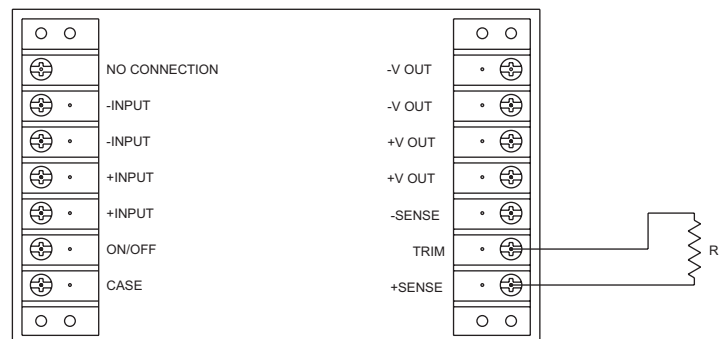 NO CONNECTION
-INPUT
-INPUT
+INPUT
+INPUT
ON/OFF
CASE
-V OUT
-V OUT
+V OUT
+V OUT
-SENSE
TRIM
+SENSE
R